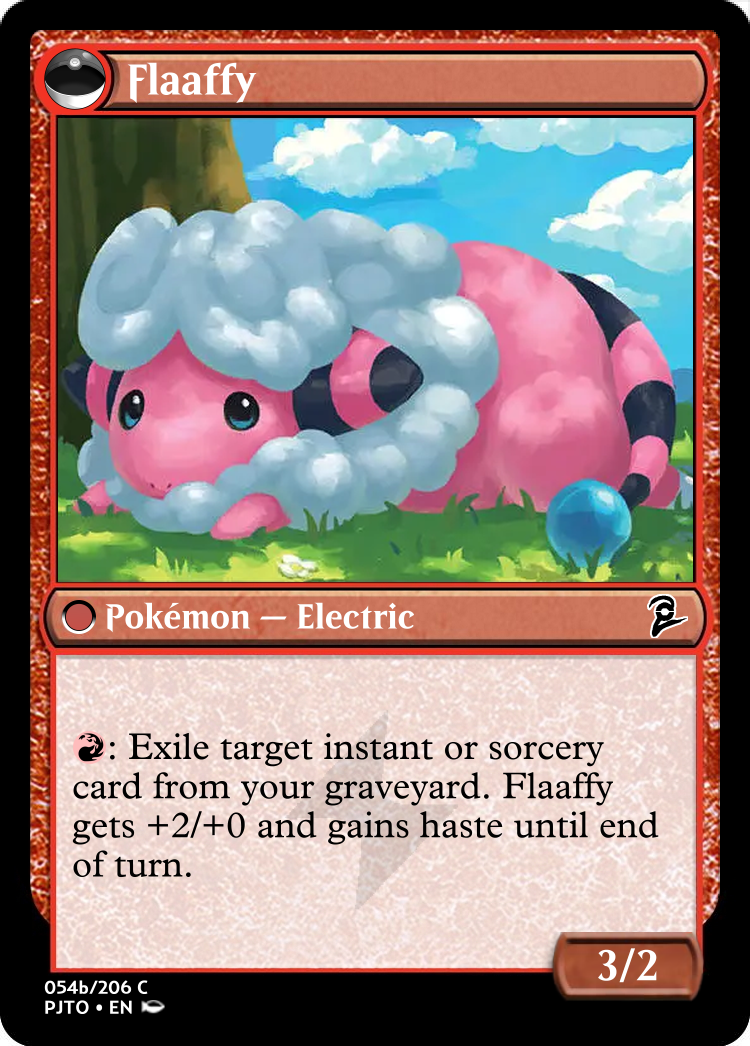 Flaaffy
Pokémon — Electric
: Exile target instant or sorcery
card from your graveyard. Flaaffy
gets +2/+0 and gains haste until end
of turn.
3/2
054b/206 C
PJTO • EN